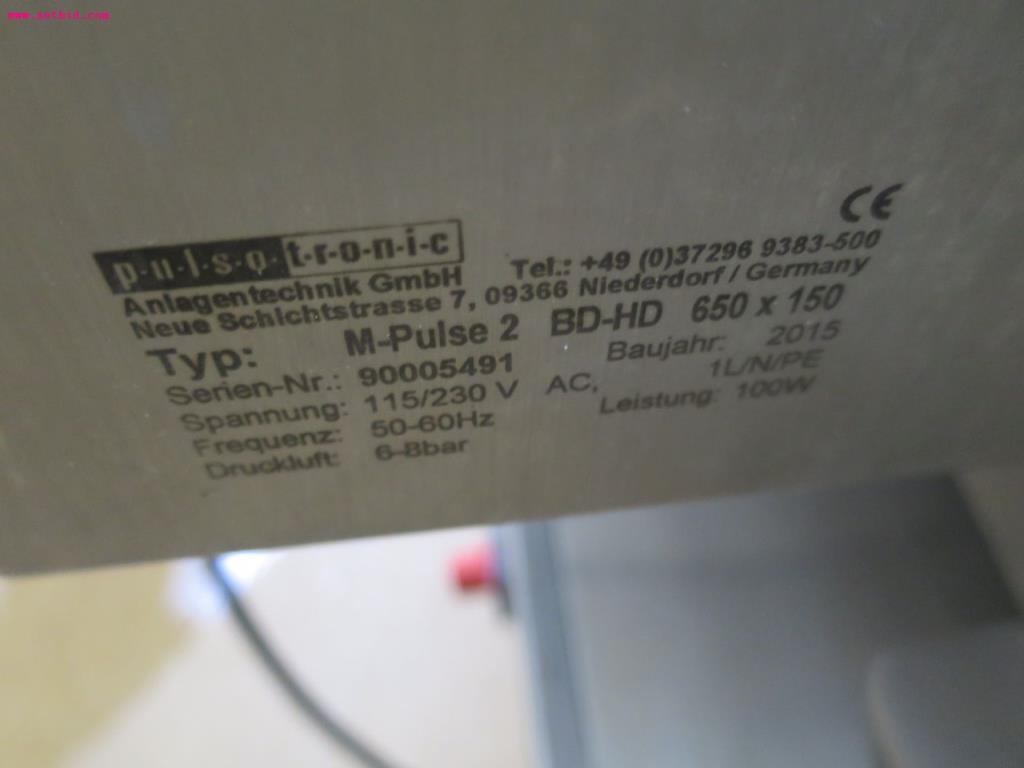 www.sotbid.com
CE
p·u·l·s·o·t·r·o·n·i·c
Anlagentechnik GmbH Tel.: +49 (0)37296 9383-500
Neue Schichtstrasse 7, 09366 Niederdorf / Germany
Typ: M-Pulse 2 BD-HD 650 x 150
Serien-Nr.: 90005491 Baujahr: 2015
Spannung: 115/230 V AC, 1L/N/PE
Frequenz: 50-60Hz Leistung: 100W
Druckluft: 6-8bar